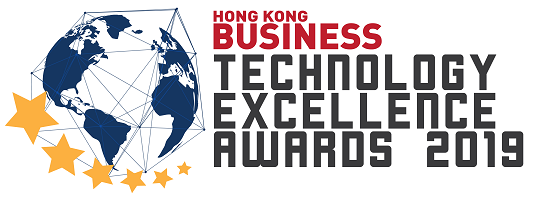 HONG KONG
BUSINESS
TECHNOLOGY
EXCELLENCE
AWARDS 2019